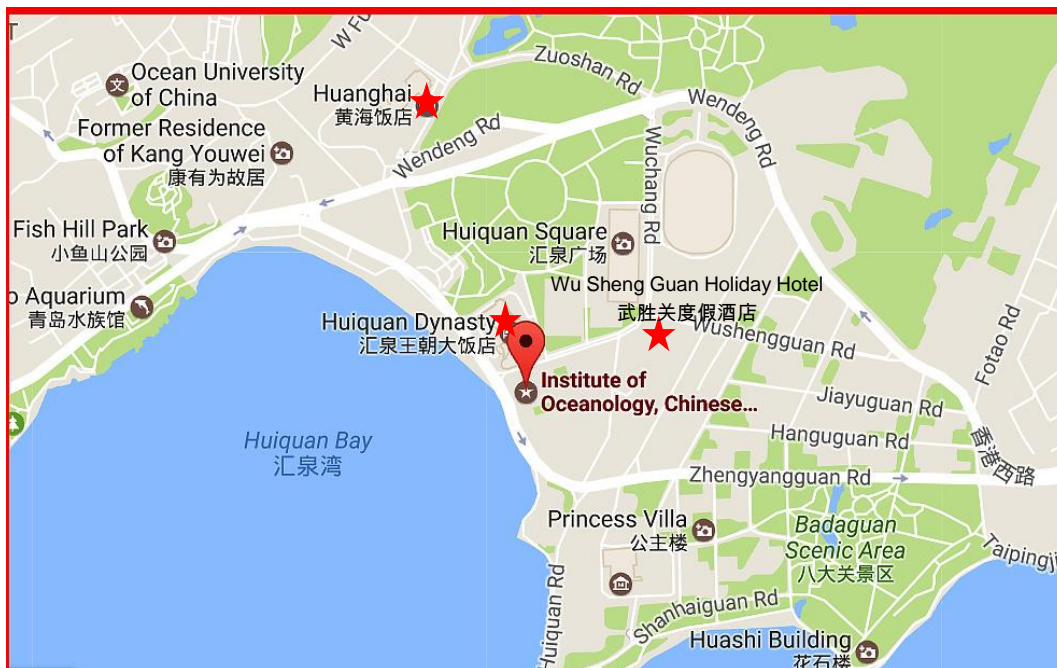 T
W Fu
Zuoshan Rd
Ocean University
of China
文
Huanghai
黄海饭店
Former Residence
of Kang Youwei
康有为故居
Wendeng Rd
Wendeng Rd
Wuchang Rd
Fish Hill Park
小鱼山公园
Huiquan Square
汇泉广场
o Aquarium
青岛水族馆
Wu Sheng Guan Holiday Hotel
武胜关度假酒店
Huiquan Dynasty
汇泉王朝大饭店
Wushengguan Rd
Fotao Rd
Institute of
Oceanology, Chinese...
Jiayuguan Rd
Hanguguan Rd
香港西路
Huiquan Bay
汇泉湾
Zhengyangguan Rd
Princess Villa
公主楼
Badaguan
Scenic Area
八大关景区
Taipingji
Huiquan Rd
Shanhaiguan Rd
Huashi Building
花石楼